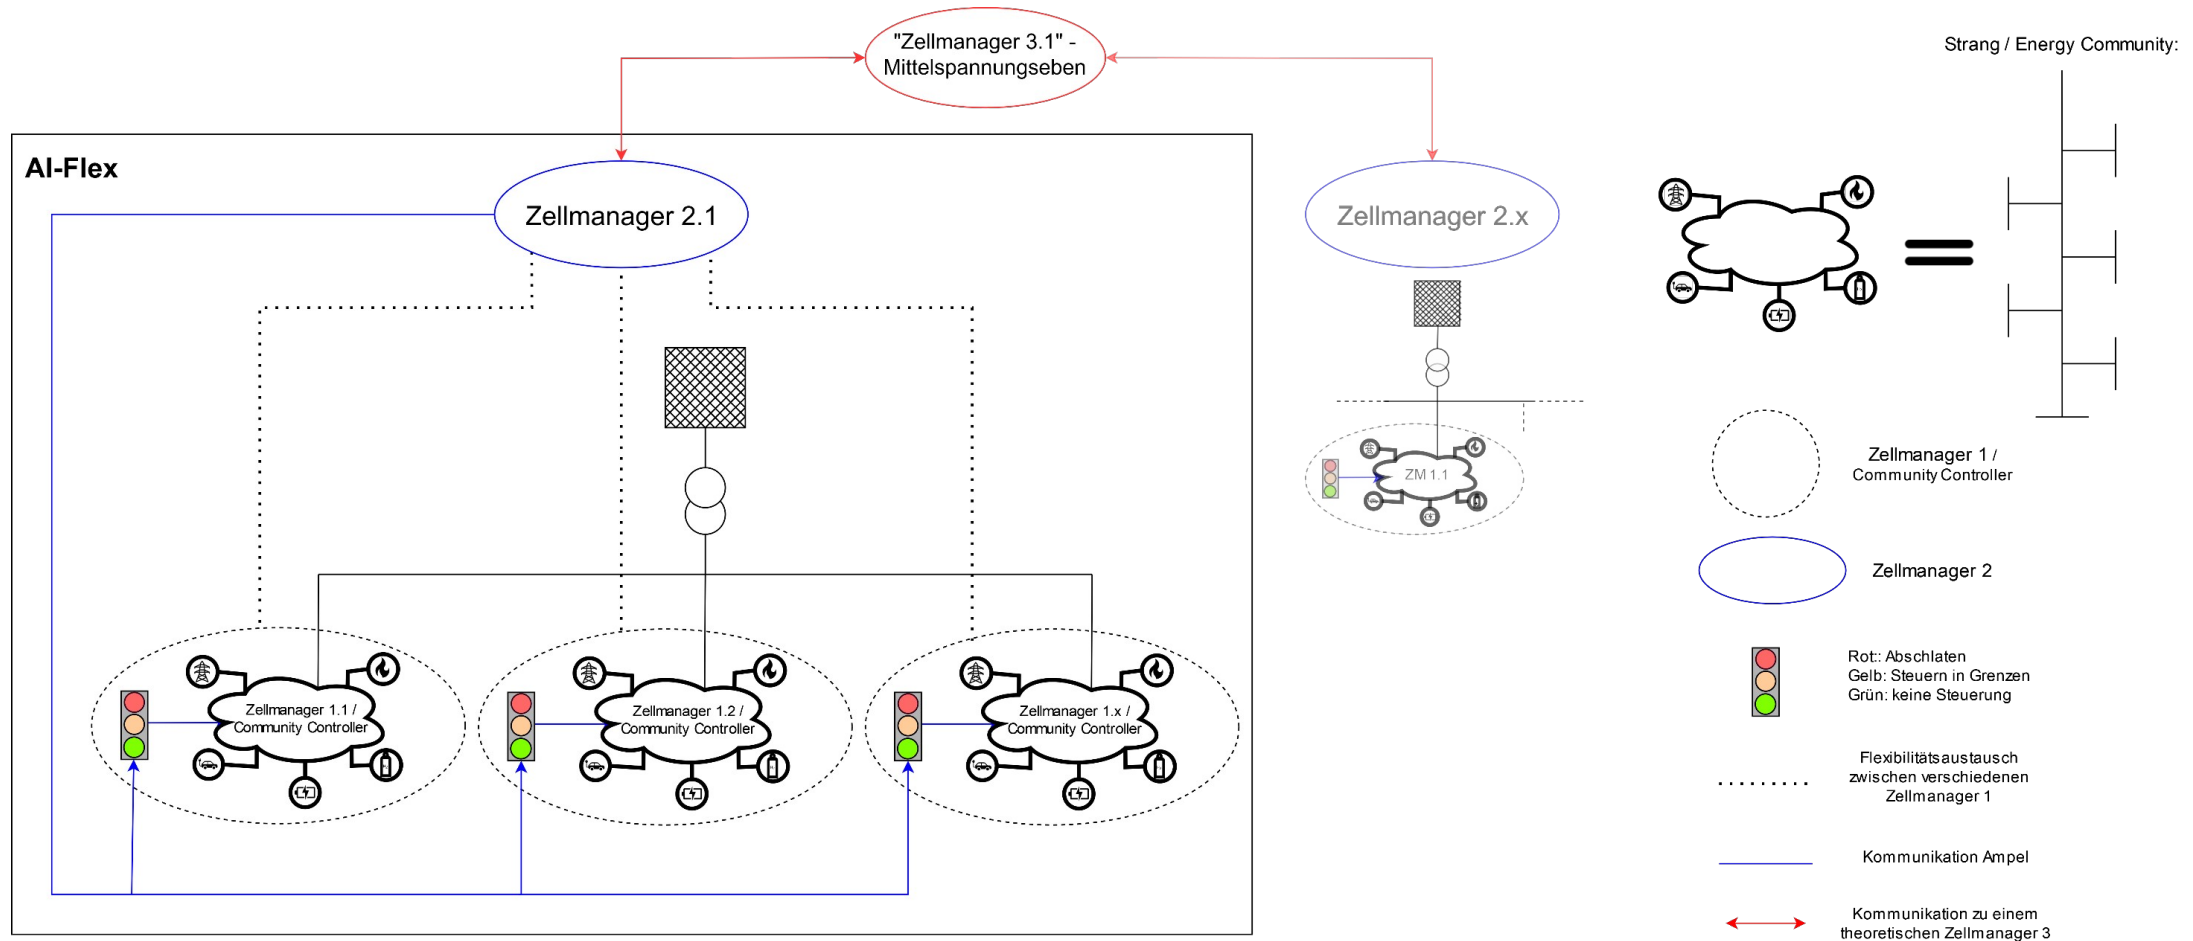 "Zellmanager 3.1" -
Mittelspannungseben
Strang / Energy Community:
AI-Flex
Zellmanager 2.1
Zellmanager 2.x
ZM 1.1
Zellmanager 1 /
Community Controller
Zellmanager 2
Rot:: Abschlaten
Gelb: Steuern in Grenzen
Grün: keine Steuerung
Zellmanager 1.1 /
Community Controller
Zellmanager 1.2 /
Community Controller
Zellmanager 1.x /
Community Controller
Flexibilitätsaustausch
zwischen verschiedenen
Zellmanager 1
Kommunikation Ampel
Kommunikation zu einem
theoretischen Zellmanager 3